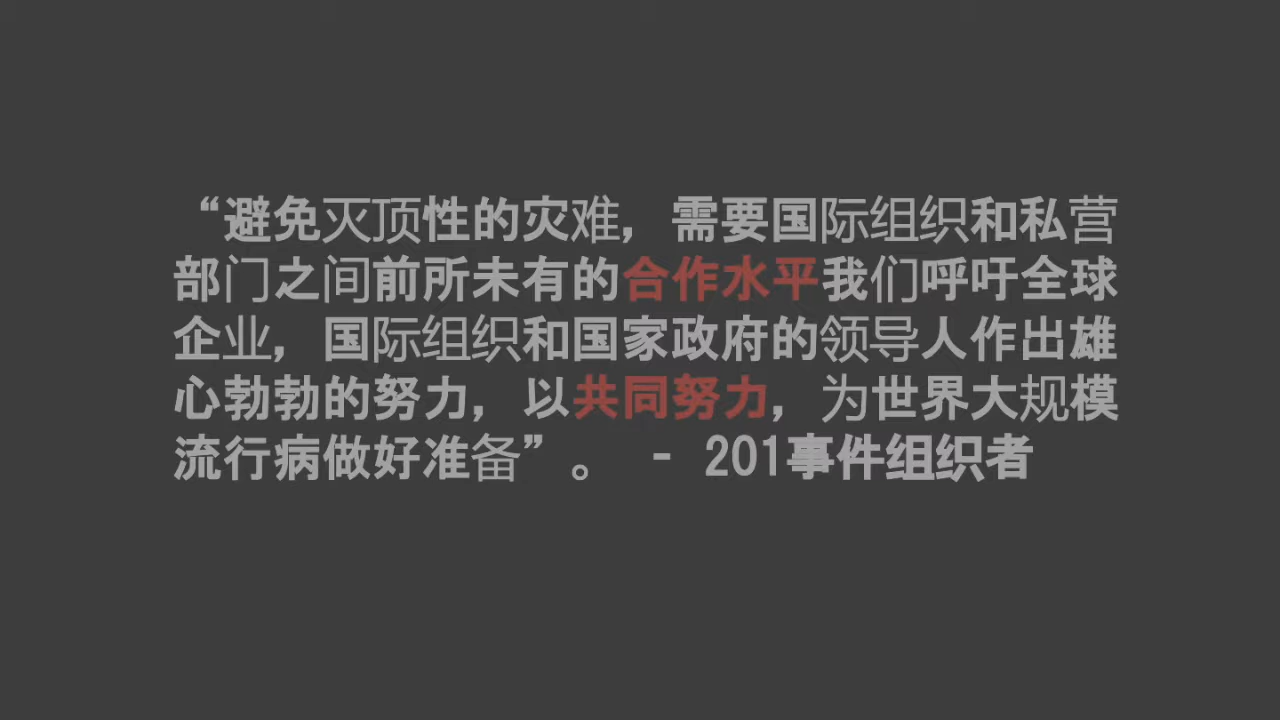 “避免灭顶性的灾难，需要国际组织和私营
部门之间前所未有的合作水平我们呼吁全球
企业，国际组织和国家政府的领导人作出雄
心勃勃的努力，以共同努力，为世界大规模
流行病做好准备”。 - 201事件组织者